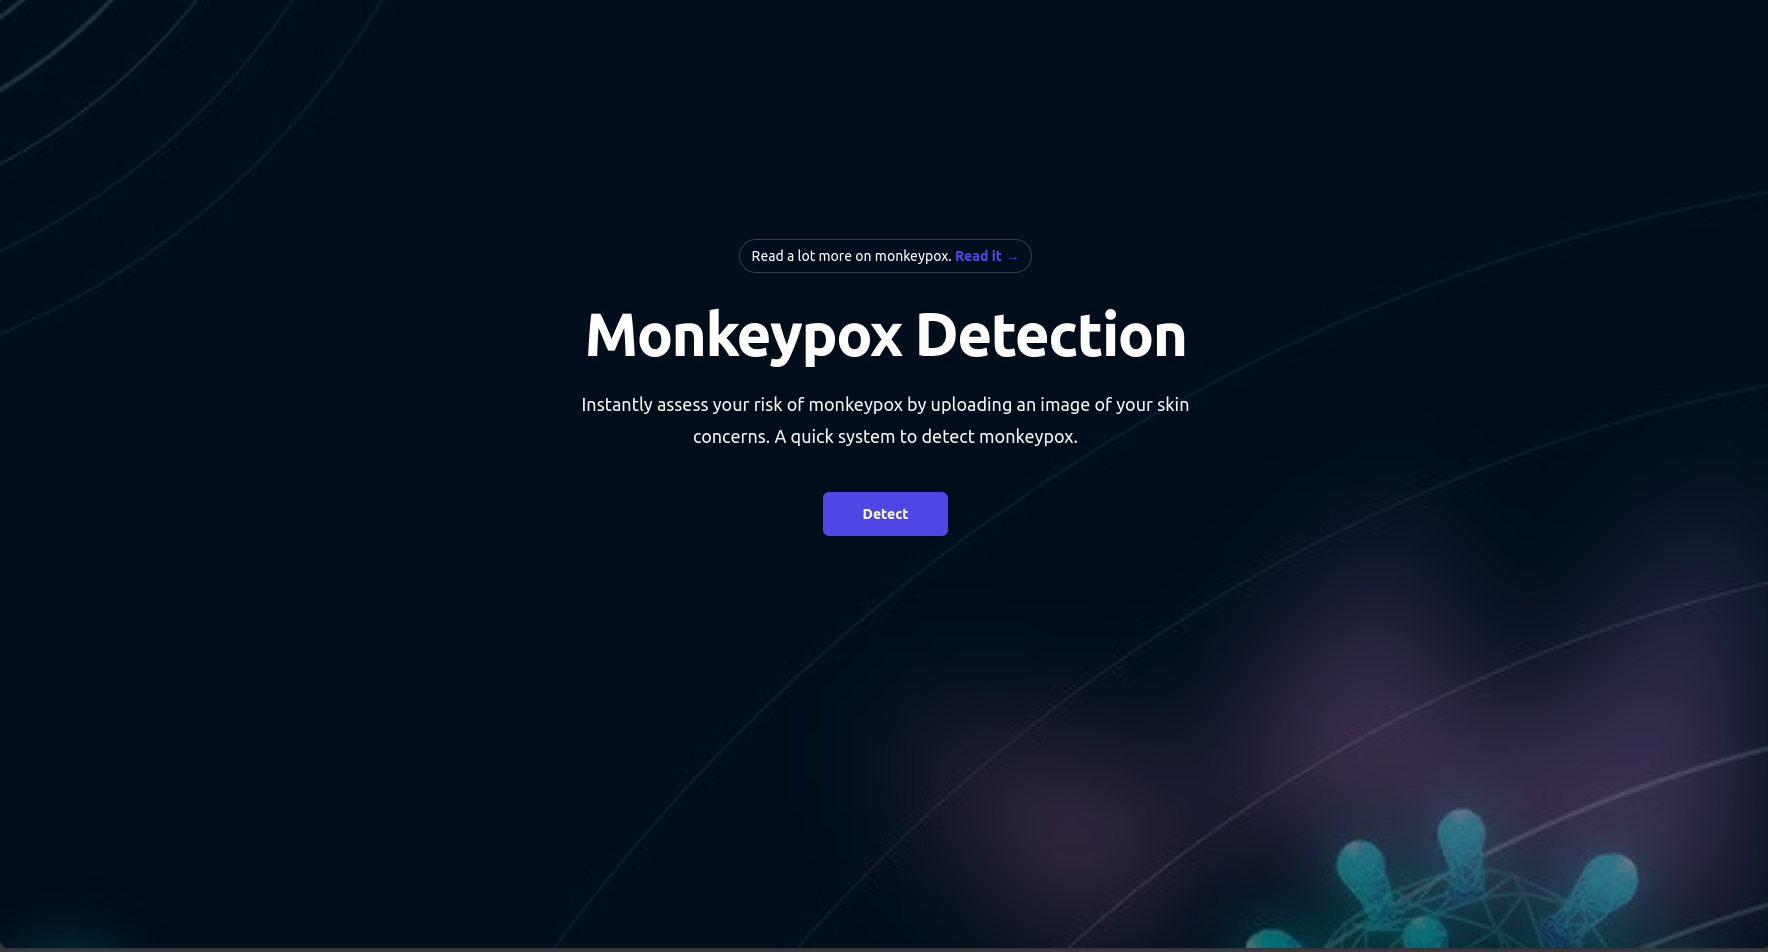 Read a lot more on monkeypox. Read it →
Monkeypox Detection
Instantly assess your risk of monkeypox by uploading an image of your skin
concerns. A quick system to detect monkeypox.
Detect